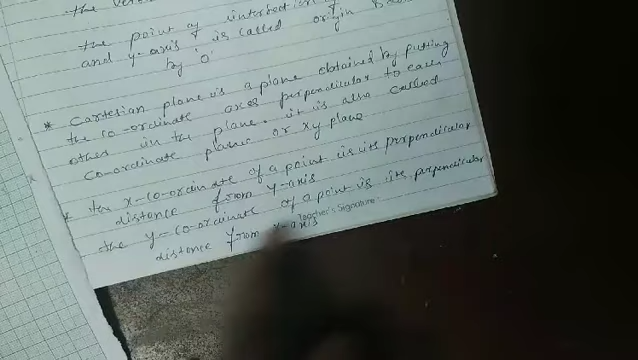 the
the point of intersection
and y-axis is called origin
by 'O'
* Cartesian plane is a plane obtained by putting
the co-ordinate axes perpendicular to each
other in the plane. it is also called
co-ordinate plane or xy plane.
* the x-co-ordinate of a point is its perpendicular
distance from y-axis
the y-co-ordinate of a point is its perpendicular
distance from x-axis
Teacher's Signature